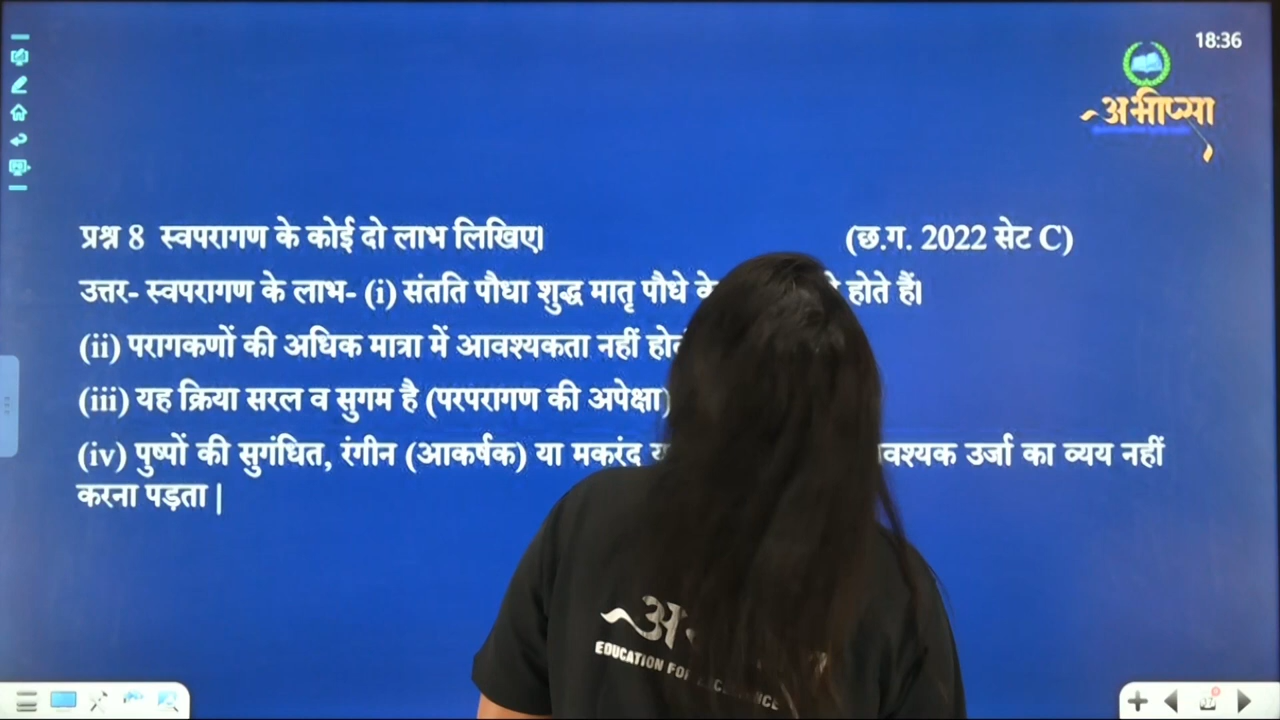 18:36
अभीप्सा
प्रश्न 8 स्वपरागण के कोई दो लाभ लिखिए।
(छ.ग. 2022 सेट C)
उत्तर- स्वपरागण के लाभ- (i) संतति पौधा शुद्ध मातृ पौधे के होते हैं।
(ii) परागकणों की अधिक मात्रा में आवश्यकता नहीं
(iii) यह क्रिया सरल व सुगम है (परपरागण की अपेक्षा)
(iv) पुष्पों की सुगंधित, रंगीन (आकर्षक) या मकरंद उर्जा का व्यय नहीं
करना पड़ता |
EDUCATION FOR